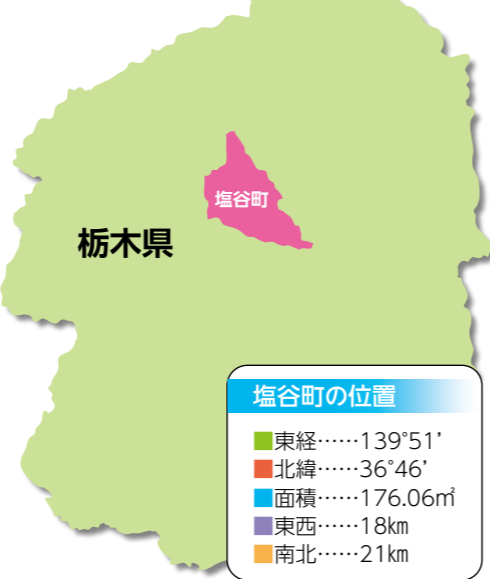 塩谷町
栃木県
塩谷町の位置
■東経……139°51’
■北緯……36°46’
■面積……176.06㎡
■東西……18㎞
■南北……21㎞